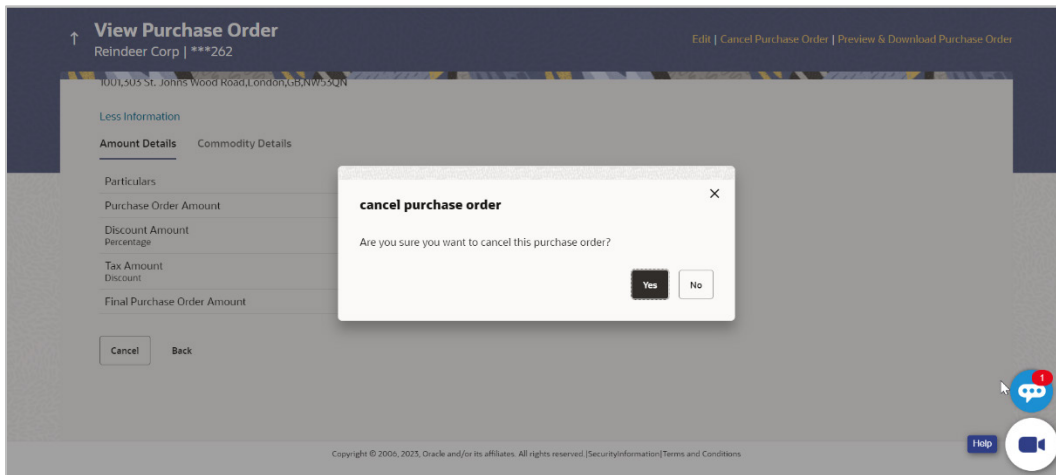 View Purchase Order
Reindeer Corp | ***262
Edit | Cancel Purchase Order | Preview & Download Purchase Order
1001,303 St. Johns Wood Road,London,GB,NW53QN
Less Information
Amount Details Commodity Details
Particulars
Purchase Order Amount
Discount Amount
Percentage
Tax Amount
Discount
Final Purchase Order Amount
cancel purchase order
Are you sure you want to cancel this purchase order?
Yes No
Cancel Back
1
Help
Copyright © 2006, 2023, Oracle and/or its affiliates. All rights reserved.|SecurityInformation|Terms and Conditions